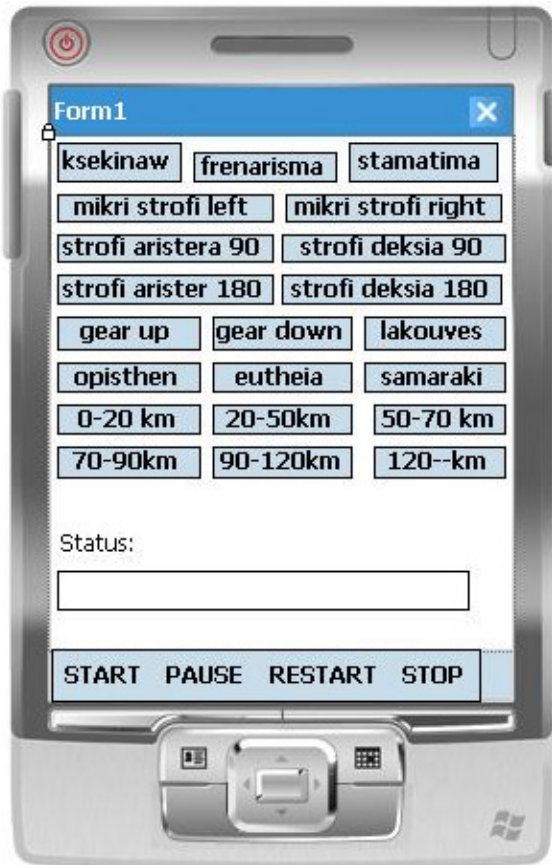 Form1
ksekinaw frenarisma stamatima
mikri strofi left mikri strofi right
strofi aristera 90 strofi deksia 90
strofi arister 180 strofi deksia 180
gear up gear down lakouves
opisthen eutheia samaraki
0-20 km 20-50km 50-70 km
70-90km 90-120km 120--km
Status:
START PAUSE RESTART STOP